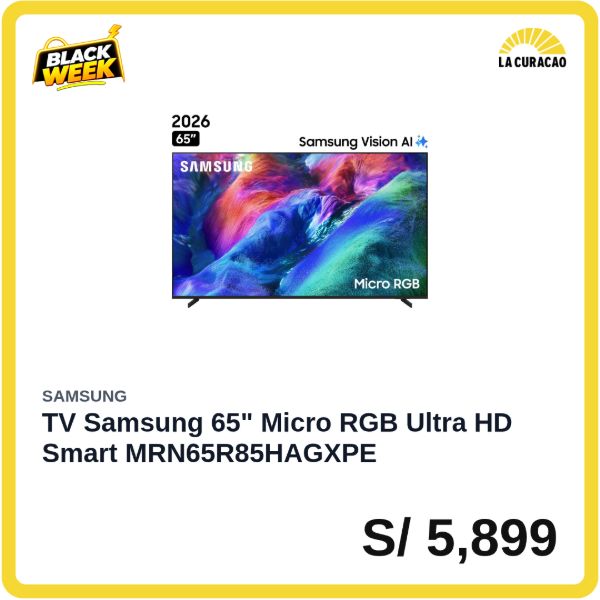 BLACK
WEEK
LA CURACAO
2026
65"
Samsung Vision AI
SAMSUNG
Micro RGB
SAMSUNG
TV Samsung 65" Micro RGB Ultra HD
Smart MRN65R85HAGXPE
S/ 5,899